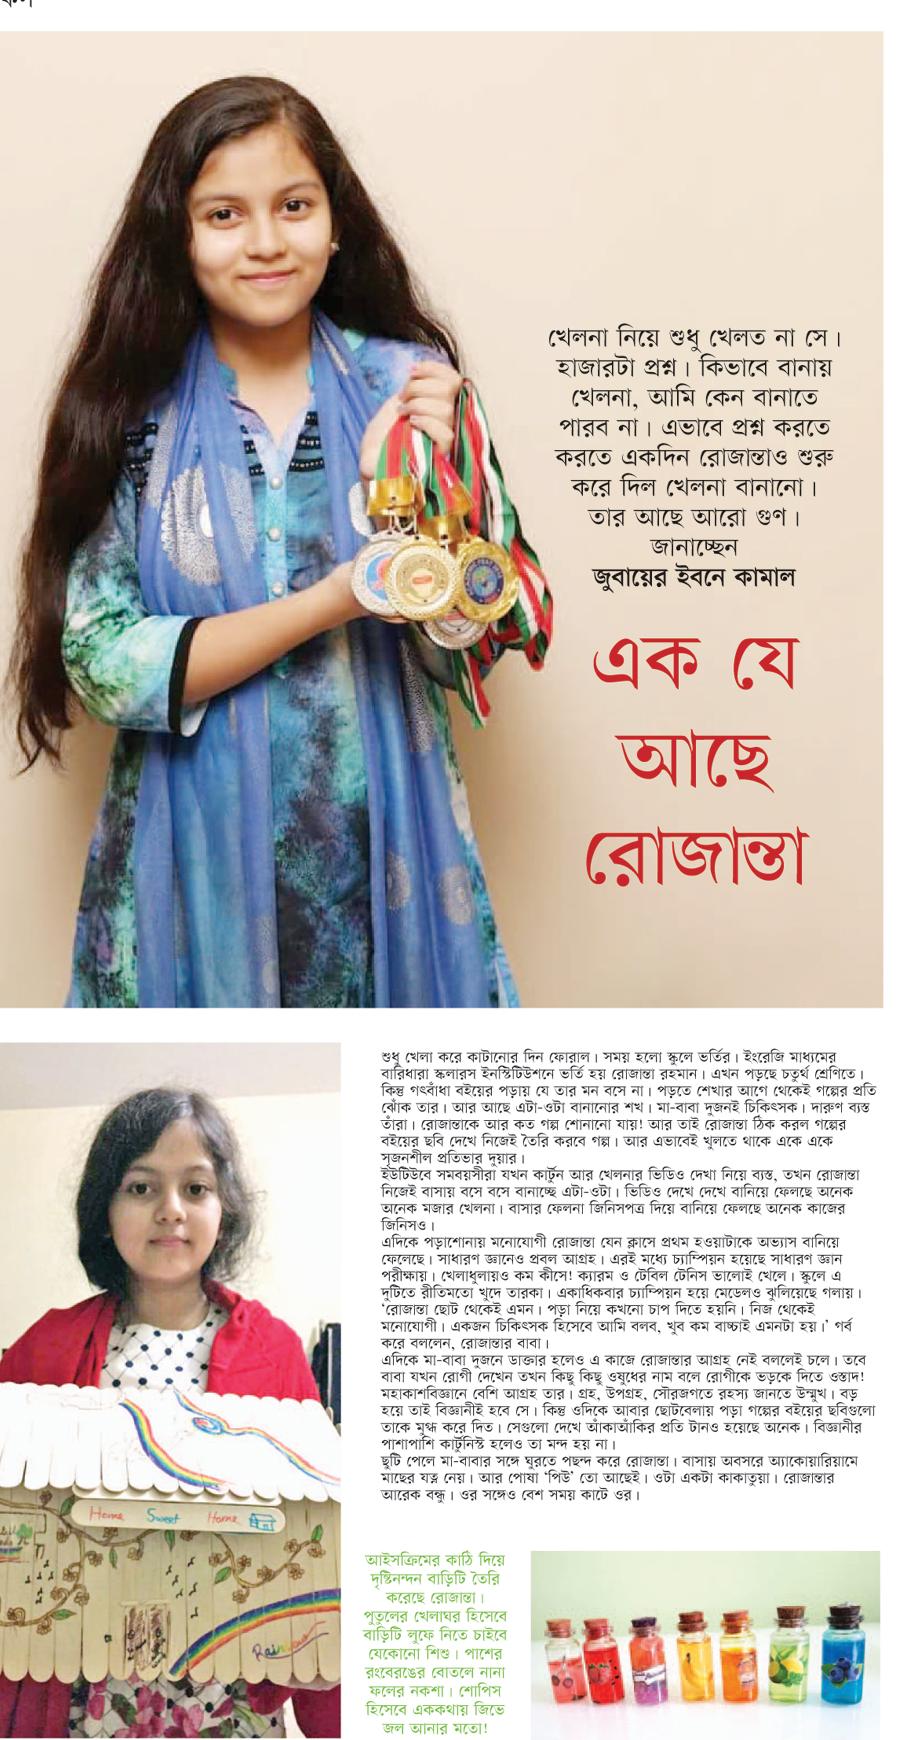 খেলনা নিয়ে শুধু খেলত না সে।
হাজারটা প্রশ্ন। কিভাবে বানায়
খেলনা, আমি কেন বানাতে
পারব না। এভাবে প্রশ্ন করতে
করতে একদিন রোজান্তাও শুরু
করে দিল খেলনা বানানো।
তার আছে আরো গুণ।
জানাচ্ছেন
জুবায়ের ইবনে কামাল
এক যে
আছে
রোজান্তা
শুধু খেলা করে কাটানোর দিন ফোরাল। সময় হলো স্কুলে ভর্তির। ইংরেজি মাধ্যমের
বারিধারা স্কলারস ইনস্টিটিউশনে ভর্তি হয় রোজান্তা রহমান। এখন পড়ছে চতুর্থ শ্রেণিতে।
কিন্তু গৎবাঁধা বইয়ের পড়ায় যে তার মন বসে না। পড়তে শেখার আগে থেকেই গল্পের প্রতি
ঝোঁক তার। আর আছে এটা-ওটা বানানোর শখ। মা-বাবা দুজনই চিকিৎসক। দারুণ ব্যস্ত
তাঁরা। রোজান্তাকে আর কত গল্প শোনানো যায়! আর তাই রোজান্তা ঠিক করল গল্পের
বইয়ের ছবি দেখে নিজেই তৈরি করবে গল্প। আর এভাবেই খুলতে থাকে একে একে
সৃজনশীল প্রতিভার দুয়ার।
ইউটিউবে সমবয়সীরা যখন কার্টুন আর খেলনার ভিডিও দেখা নিয়ে ব্যস্ত, তখন রোজান্তা
নিজেই বাসায় বসে বসে বানাচ্ছে এটা-ওটা। ভিডিও দেখে দেখে বানিয়ে ফেলছে অনেক
অনেক মজার খেলনা। বাসার ফেলনা জিনিসপত্র দিয়ে বানিয়ে ফেলছে অনেক কাজের
জিনিসও।
এদিকে পড়াশোনায় মনোযোগী রোজান্তা যেন ক্লাসে প্রথম হওয়াটাকে অভ্যাস বানিয়ে
ফেলেছে। সাধারণ জ্ঞানেও প্রবল আগ্রহ। এরই মধ্যে চ্যাম্পিয়ন হয়েছে সাধারণ জ্ঞান
পরীক্ষায়। খেলাধুলায়ও কম কীসে! ক্যারম ও টেবিল টেনিস ভালোই খেলে। স্কুলে এ
দুটিতে রীতিমতো খুদে তারকা। একাধিকবার চ্যাম্পিয়ন হয়ে মেডেলও ঝুলিয়েছে গলায়।
‘রোজান্তা ছোট থেকেই এমন। পড়া নিয়ে কখনো চাপ দিতে হয়নি। নিজ থেকেই
মনোযোগী। একজন চিকিৎসক হিসেবে আমি বলব, খুব কম বাচ্চাই এমনটা হয়।’ গর্ব
করে বললেন, রোজান্তার বাবা।
এদিকে মা-বাবা দুজনে ডাক্তার হলেও এ কাজে রোজান্তার আগ্রহ নেই বললেই চলে। তবে
বাবা যখন রোগী দেখেন তখন কিছু কিছু ওষুধের নাম বলে রোগীকে ভড়কে দিতে ওস্তাদ!
মহাকাশবিজ্ঞানে বেশি আগ্রহ তার। গ্রহ, উপগ্রহ, সৌরজগতে রহস্য জানতে উন্মুখ। বড়
হয়ে তাই বিজ্ঞানীই হবে সে। কিন্তু ওদিকে আবার ছোটবেলায় পড়া গল্পের বইয়ের ছবিগুলো
তাকে মুগ্ধ করে দিত। সেগুলো দেখে আঁকাআঁকির প্রতি টানও হয়েছে অনেক। বিজ্ঞানীর
পাশাপাশি কার্টুনিস্ট হলেও তা মন্দ হয় না।
ছুটি পেলে মা-বাবার সঙ্গে ঘুরতে পছন্দ করে রোজান্তা। বাসায় অবসরে অ্যাকোয়ারিয়ামে
মাছের যত্ন নেয়। আর পোষা ‘পিউ’ তো আছেই। ওটা একটা কাকাতুয়া। রোজান্তার
আরেক বন্ধু। ওর সঙ্গেও বেশ সময় কাটে ওর।
Home Sweet Home
Rainbow
আইসক্রিমের কাঠি দিয়ে
দৃষ্টিনন্দন বাড়িটি তৈরি
করেছে রোজান্তা।
পুতুলের খেলাঘর হিসেবে
বাড়িটি লুফে নিতে চাইবে
যেকোনো শিশু। পাশের
রংবেরঙের বোতলে নানা
ফলের নকশা। শোপিস
হিসেবে এককথায় জিভে
জল আনার মতো!